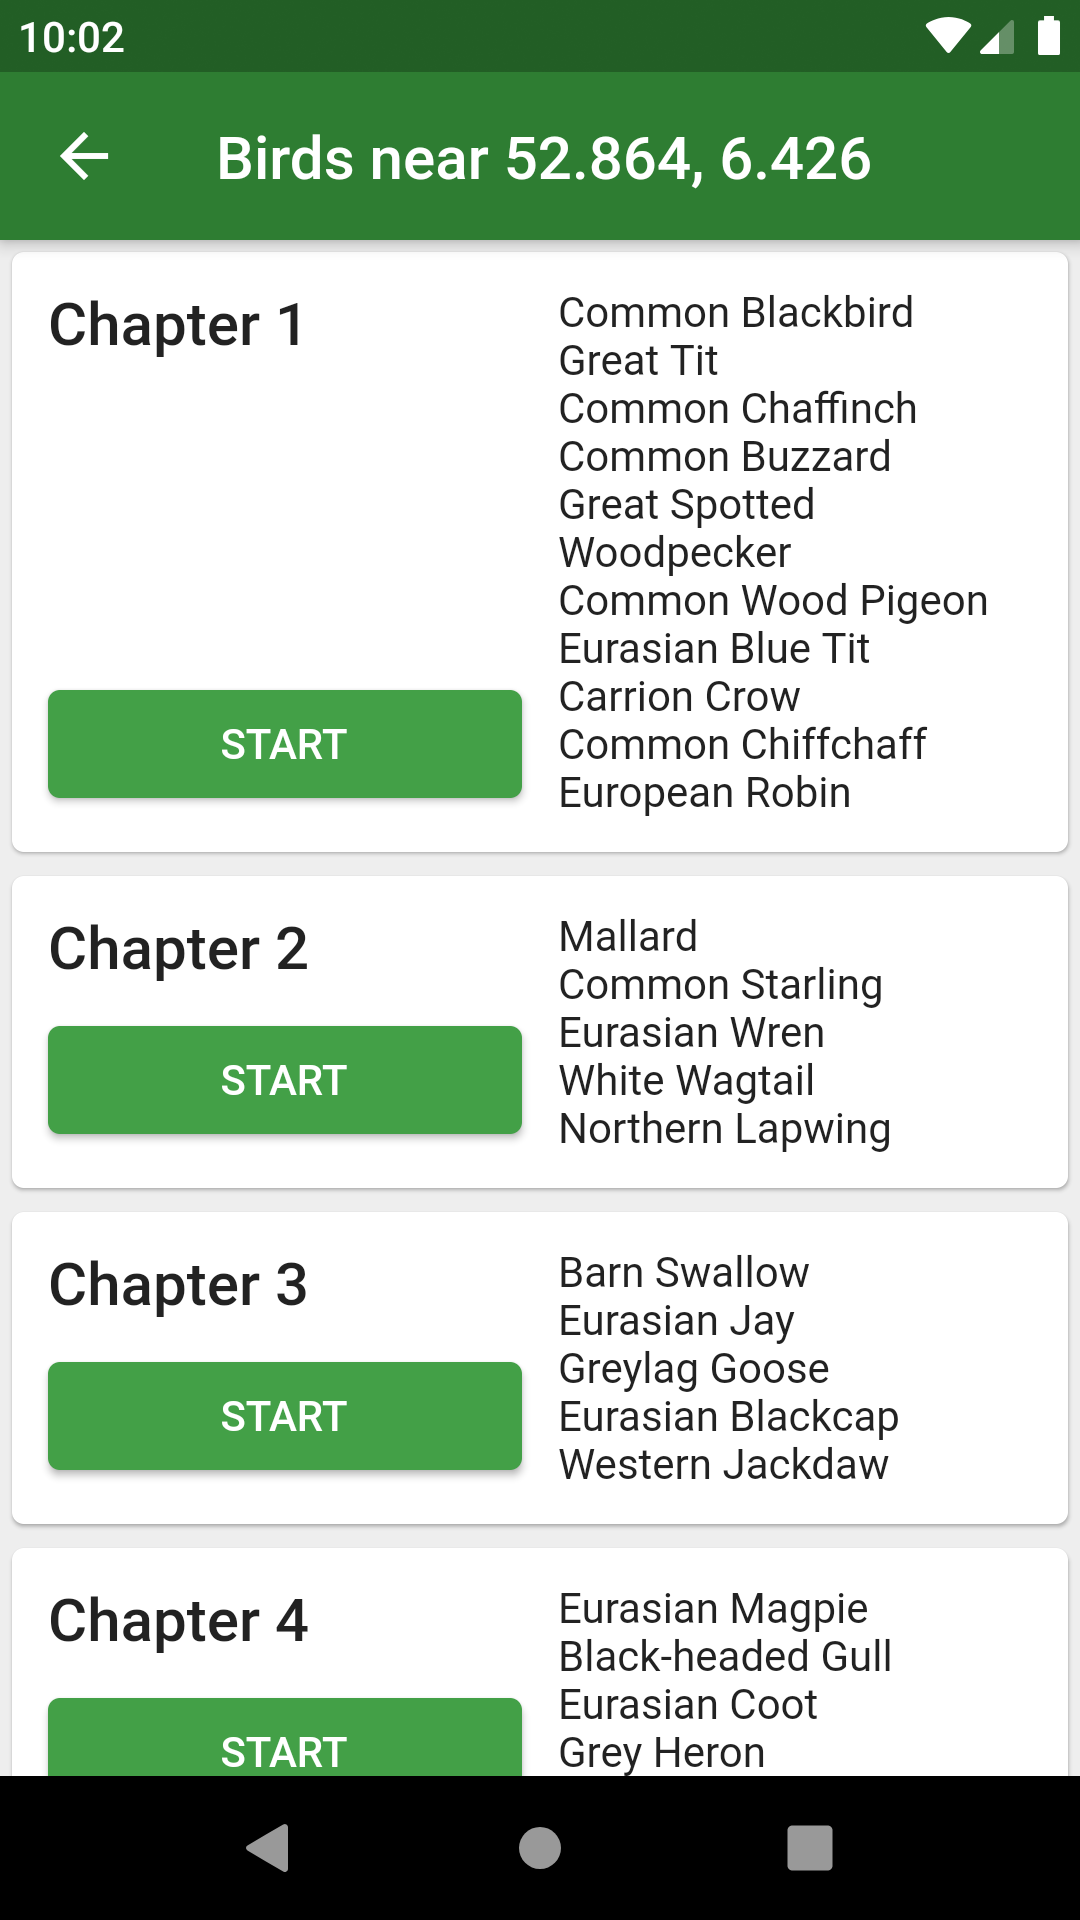 10:02
Birds near 52.864, 6.426
Chapter 1
START
Common Blackbird
Great Tit
Common Chaffinch
Common Buzzard
Great Spotted
Woodpecker
Common Wood Pigeon
Eurasian Blue Tit
Carrion Crow
Common Chiffchaff
European Robin
Chapter 2
START
Mallard
Common Starling
Eurasian Wren
White Wagtail
Northern Lapwing
Chapter 3
START
Barn Swallow
Eurasian Jay
Greylag Goose
Eurasian Blackcap
Western Jackdaw
Chapter 4
START
Eurasian Magpie
Black-headed Gull
Eurasian Coot
Grey Heron